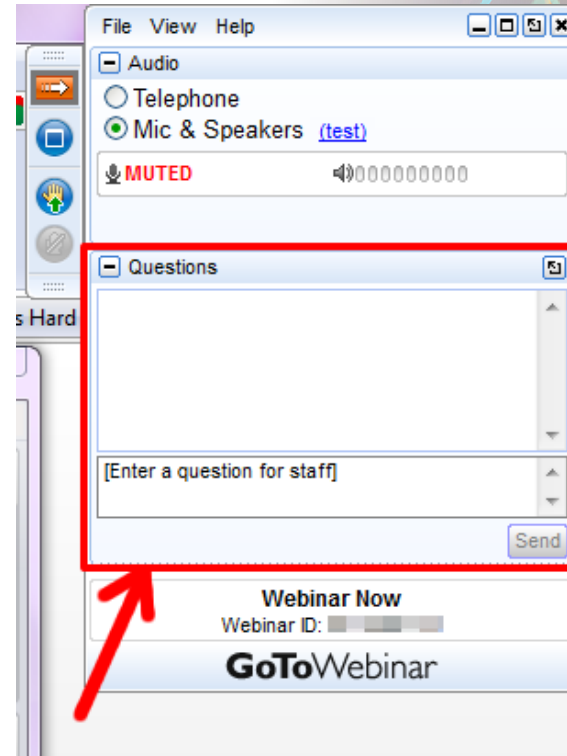 File View Help
Audio
Telephone
Mic & Speakers (test)
MUTED
Questions
s Hard
[Enter a question for staff]
Send
Webinar Now
Webinar ID:
GoToWebinar